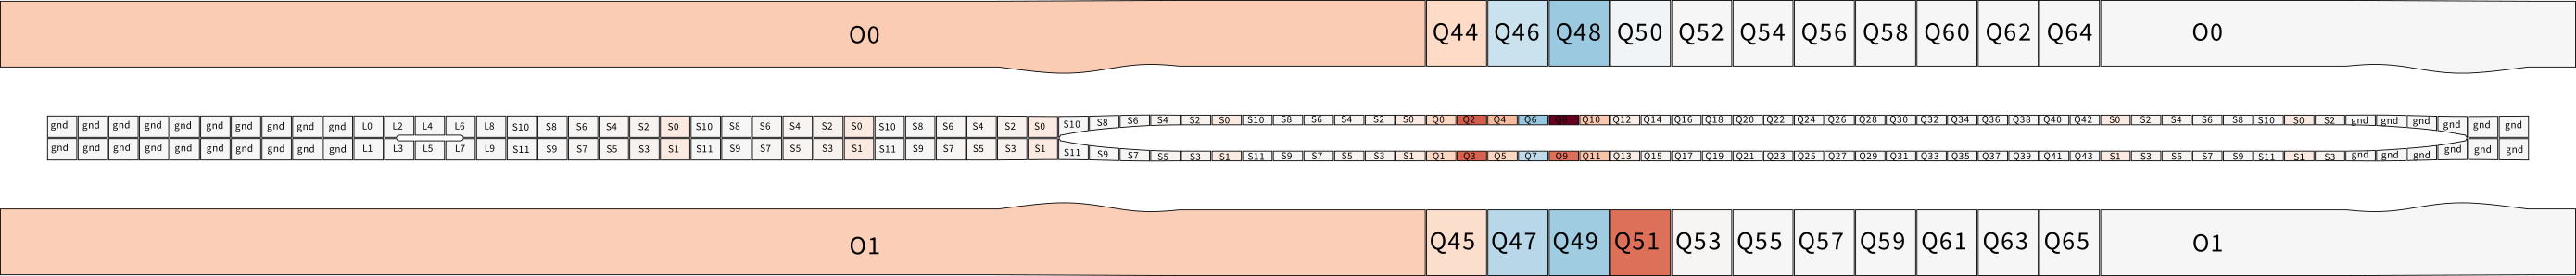 O0 Q44 Q46 Q48 Q50 Q52 Q54 Q56 Q58 Q60 Q62 Q64 O0
gnd gnd gnd gnd gnd gnd gnd gnd gnd gnd L0 L2 L4 L6 L8 S10 S8 S6 S4 S2 S0 S10 S8 S6 S4 S2 S0 S10 S8 S6 S4 S2 S0 S10 S8 S6 S4 S2 S0 S10 S8 S6 S4 S2 S0 Q0 Q2 Q4 Q6 Q10 Q12 Q14 Q16 Q18 Q20 Q22 Q24 Q26 Q28 Q30 Q32 Q34 Q36 Q38 Q40 Q42 S0 S2 S4 S6 S8 S10 S0 S2 gnd gnd gnd gnd gnd gnd
gnd gnd gnd gnd gnd gnd gnd gnd gnd gnd L1 L3 L5 L7 L9 S11 S9 S7 S5 S3 S1 S11 S9 S7 S5 S3 S1 S11 S9 S7 S5 S3 S1 S11 S9 S7 S5 S3 S1 S11 S9 S7 S5 S3 S1 Q1 Q3 Q5 Q7 Q9 Q11 Q13 Q15 Q17 Q19 Q21 Q23 Q25 Q27 Q29 Q31 Q33 Q35 Q37 Q39 Q41 Q43 S1 S3 S5 S7 S9 S11 S1 S3 gnd gnd gnd gnd gnd gnd
O1 Q45 Q47 Q49 Q51 Q53 Q55 Q57 Q59 Q61 Q63 Q65 O1